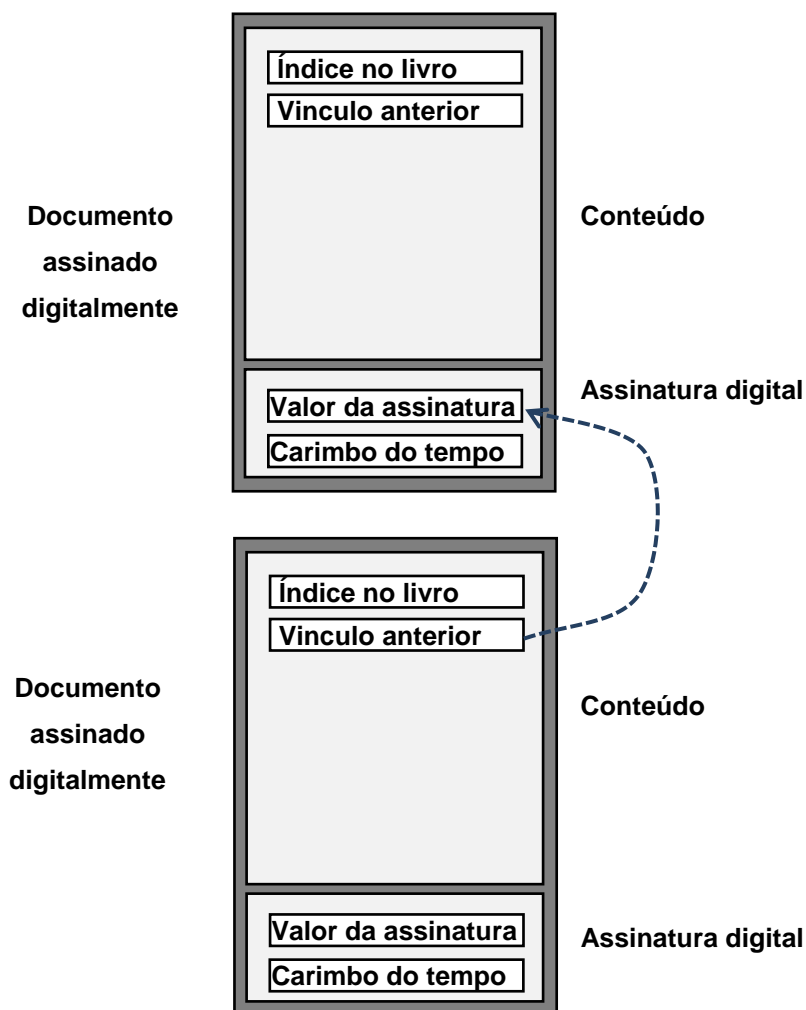 Índice no livro
Vinculo anterior
Documento
assinado
digitalmente
Conteúdo
Valor da assinatura
Carimbo do tempo
Assinatura digital
Índice no livro
Vinculo anterior
Documento
assinado
digitalmente
Conteúdo
Valor da assinatura
Carimbo do tempo
Assinatura digital